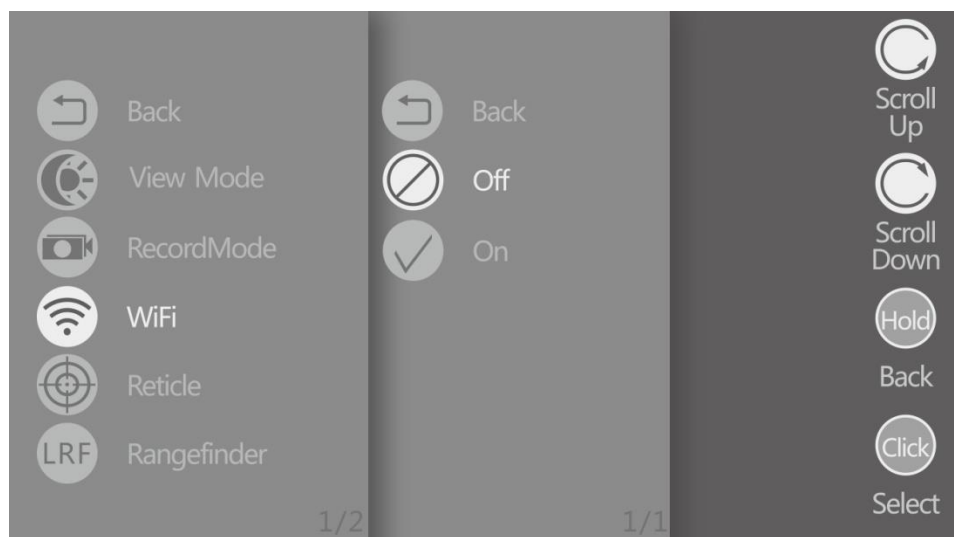 Back
View Mode
RecordMode
WiFi
Reticle
LRF Rangefinder
1/2
Back
Off
On
1/1
Scroll
Up
Scroll
Down
Hold
Back
Click
Select